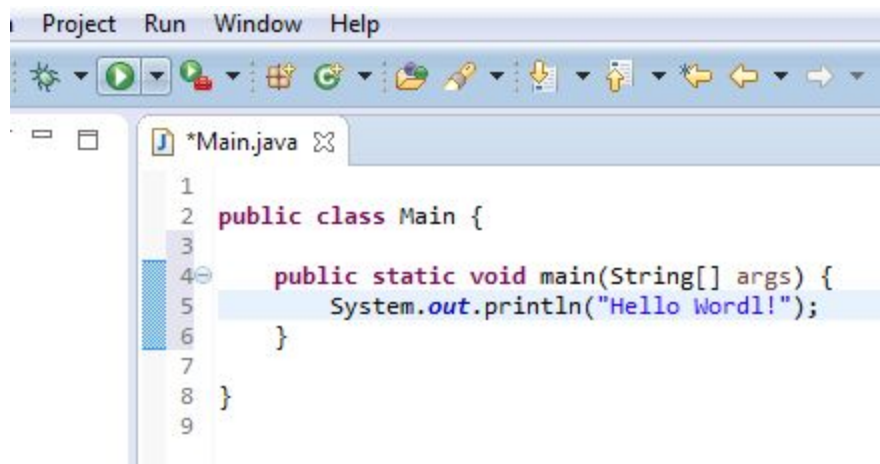 Project Run Window Help
*Main.java
1
2 public class Main {
3
4 public static void main(String[] args) {
5 System.out.println("Hello Wordl!");
6 }
7
8 }
9